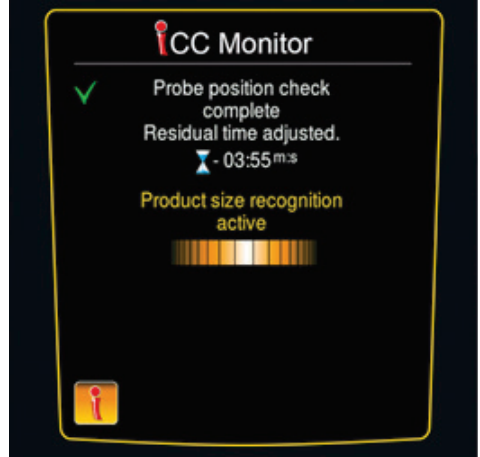 iCC Monitor
Probe position check
complete
Residual time adjusted.
- 03:55 m:s
Product size recognition
active
i